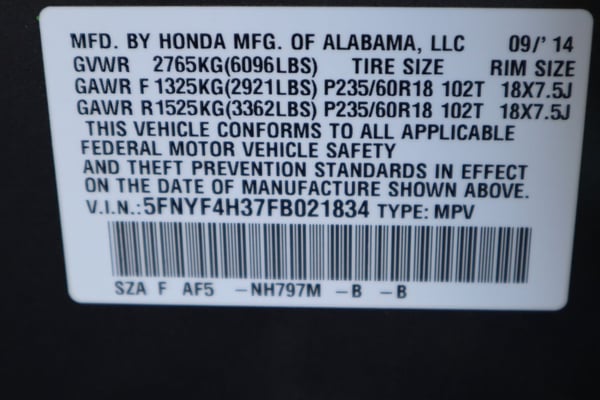 MFD. BY HONDA MFG. OF ALABAMA, LLC 09/' 14
GVWR 2765KG(6096LBS) TIRE SIZE RIM SIZE
GAWR F 1325KG(2921LBS) P235/60R18 102T 18X7.5J
GAWR R1525KG(3362LBS) P235/60R18 102T 18X7.5J
THIS VEHICLE CONFORMS TO ALL APPLICABLE
FEDERAL MOTOR VEHICLE SAFETY
AND THEFT PREVENTION STANDARDS IN EFFECT
ON THE DATE OF MANUFACTURE SHOWN ABOVE.
V.I.N.:5FNYF4H37FB021834 TYPE: MPV
SZA F AF5 -NH797M -B -B